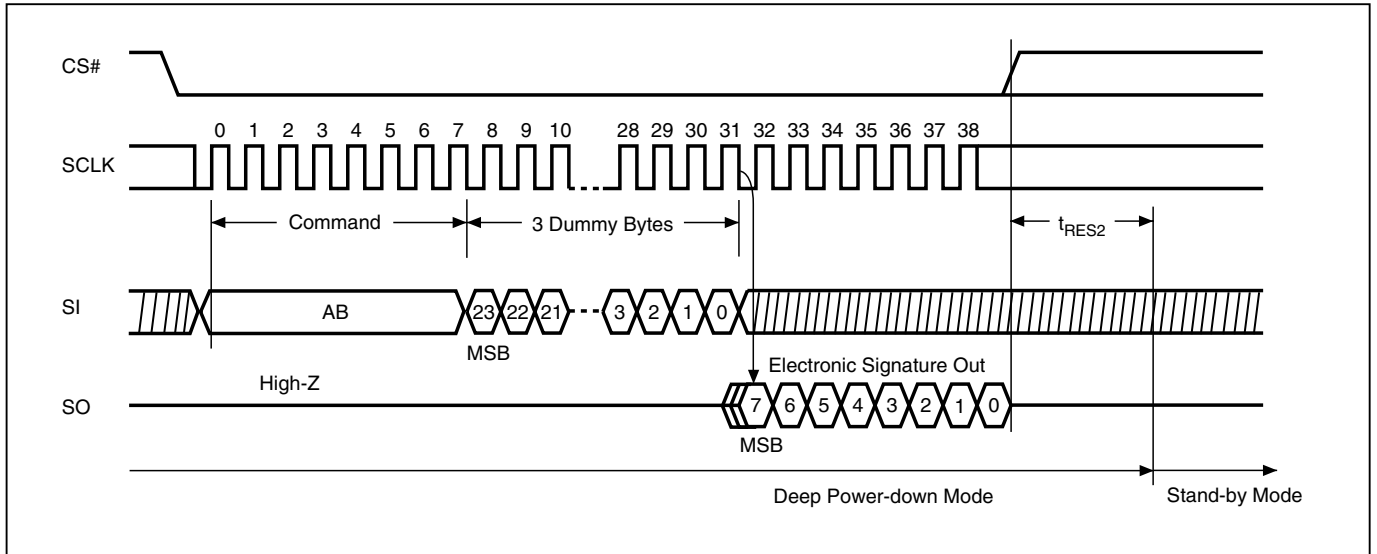 CS#
0 1 2 3 4 5 6 7 8 9 10 28 29 30 31 32 33 34 35 36 37 38
SCLK
Command 3 Dummy Bytes tRES2
SI AB 23 22 21 3 2 1 0
MSB
Electronic Signature Out
High-Z
SO 7 6 5 4 3 2 1 0
MSB
Deep Power-down Mode Stand-by Mode